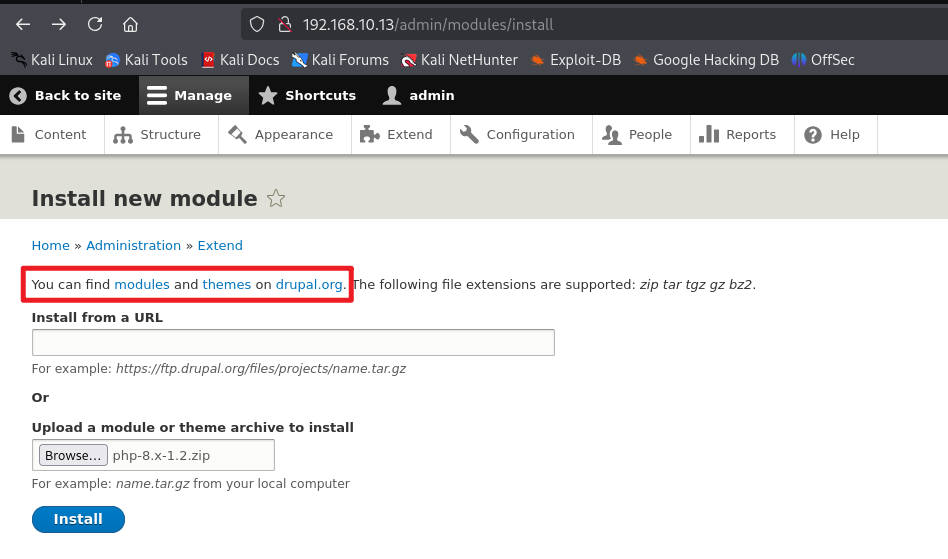 192.168.10.13/admin/modules/install
Kali Linux Kali Tools Kali Docs Kali Forums Kali NetHunter Exploit-DB Google Hacking DB OffSec
Back to site Manage Shortcuts admin
Content Structure Appearance Extend Configuration People Reports Help
Install new module
Home » Administration » Extend
You can find modules and themes on drupal.org. The following file extensions are supported: zip tar tgz gz bz2.
Install from a URL
For example: https://ftp.drupal.org/files/projects/name.tar.gz
Or
Upload a module or theme archive to install
Browse... php-8.x-1.2.zip
For example: name.tar.gz from your local computer
Install